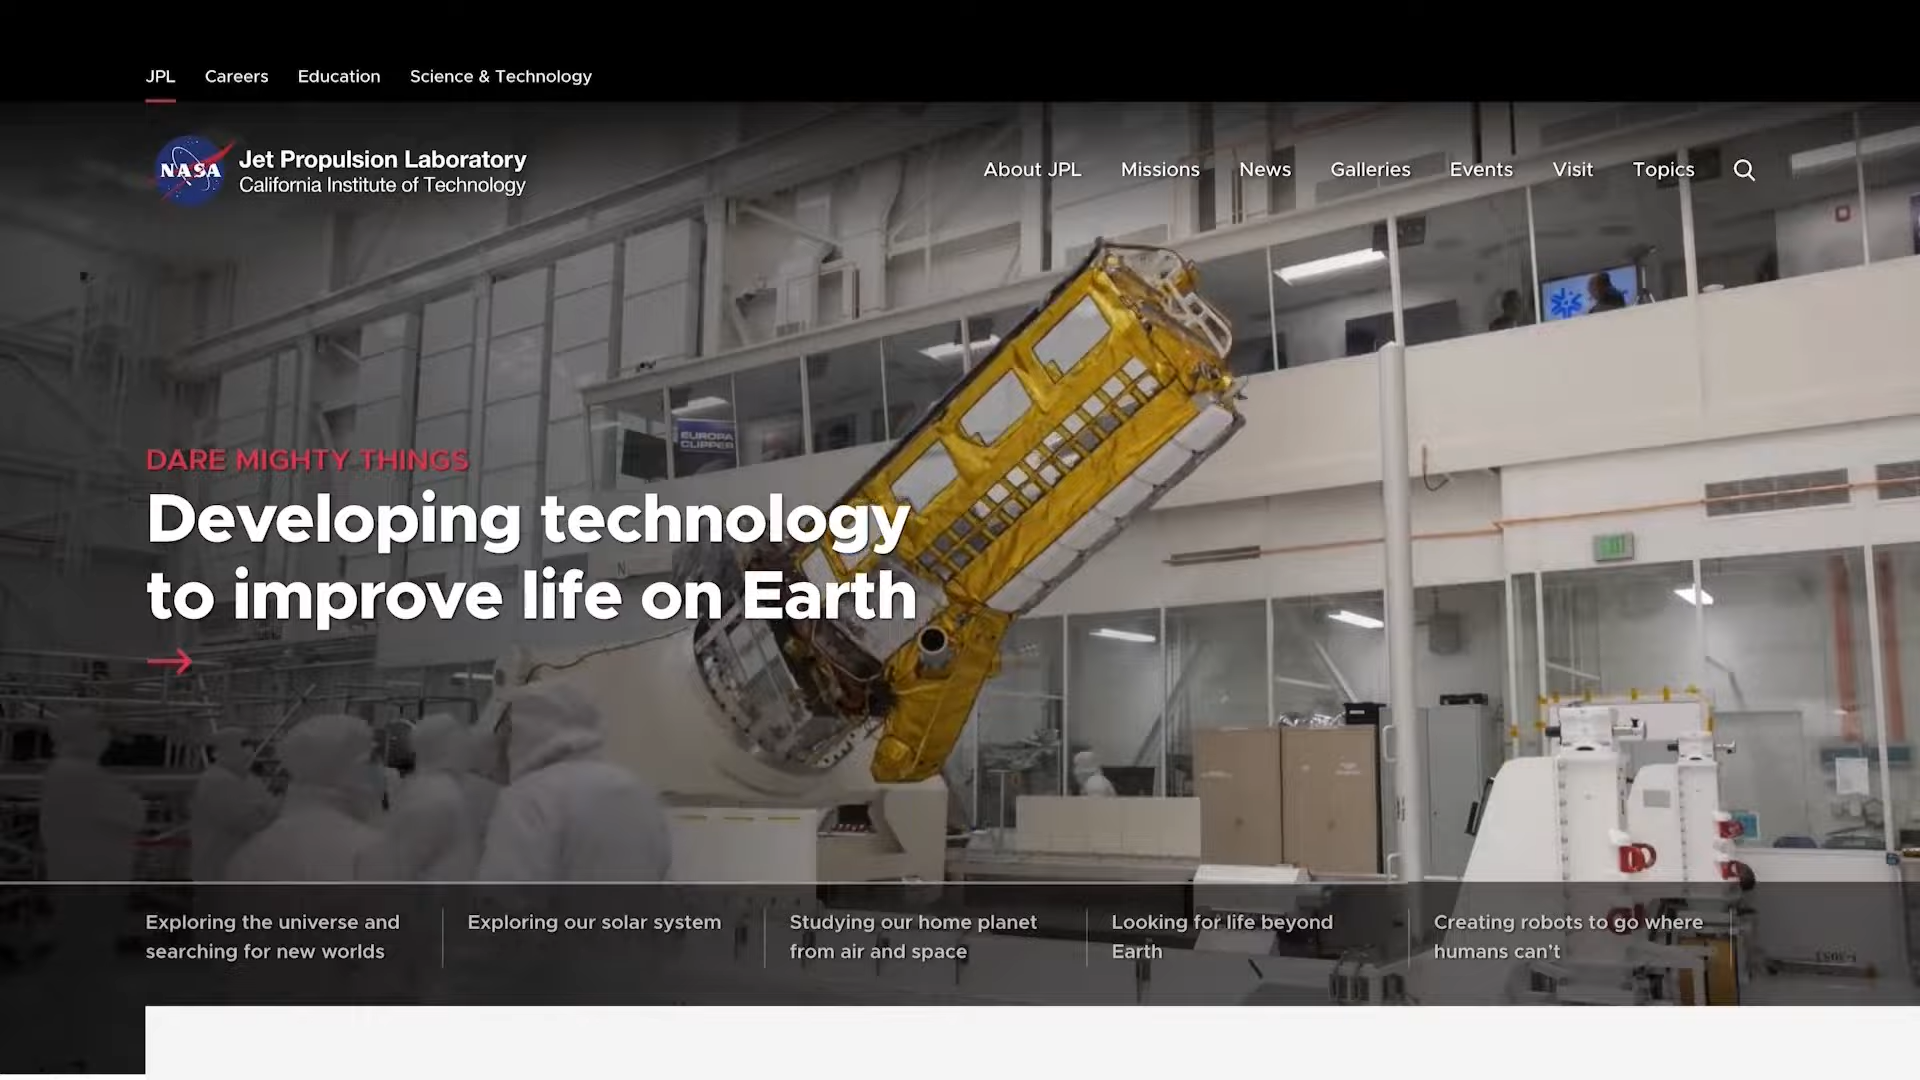 JPL Careers Education Science & Technology
NASA
Jet Propulsion Laboratory
California Institute of Technology
About JPL Missions News Galleries Events Visit Topics
EUROPA
CLIPPER
DARE MIGHTY THINGS
Developing technology
to improve life on Earth
EXIT
N
Exploring the universe and
searching for new worlds
Exploring our solar system
Studying our home planet
from air and space
Looking for life beyond
Earth
Creating robots to go where
humans can't